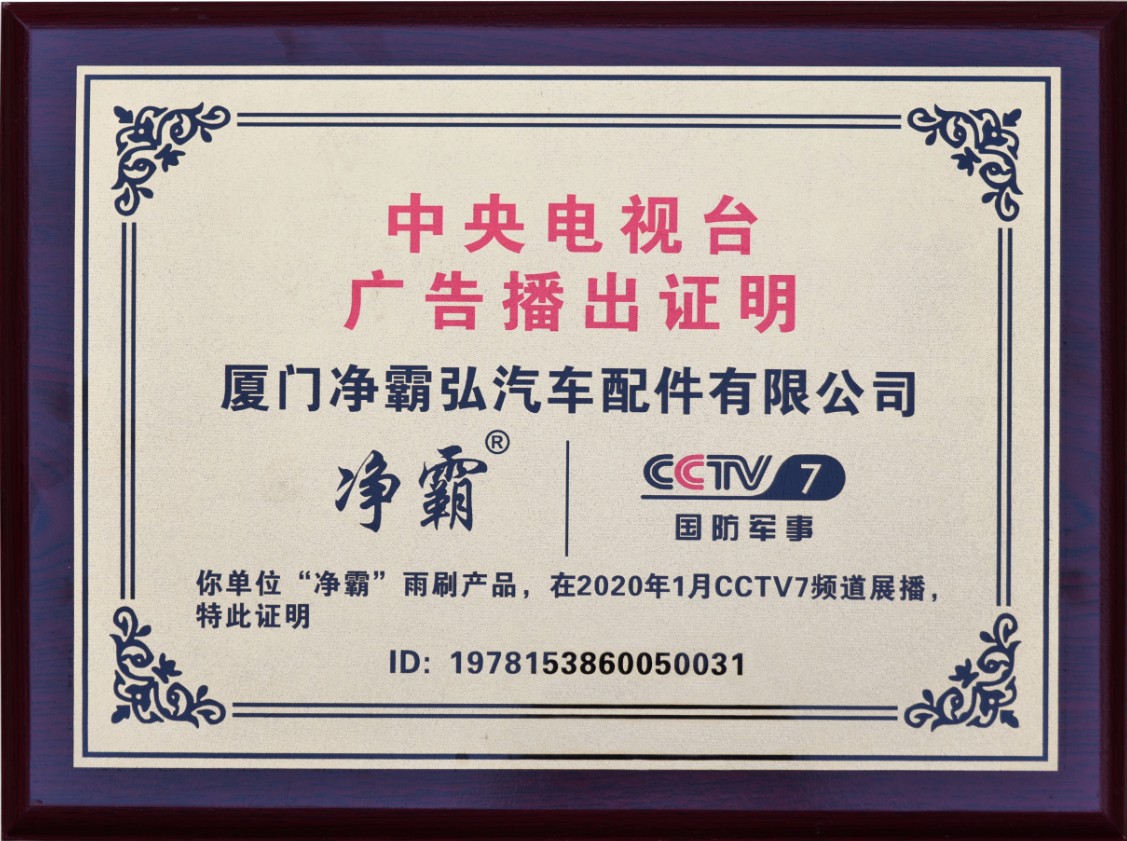 中央电视台
广告播出证明
厦门净霸弘汽车配件有限公司
净霸®
CCTV 7
国防军事
你单位“净霸”雨刷产品，在2020年1月CCTV7频道展播，
特此证明
ID: 1978153860050031